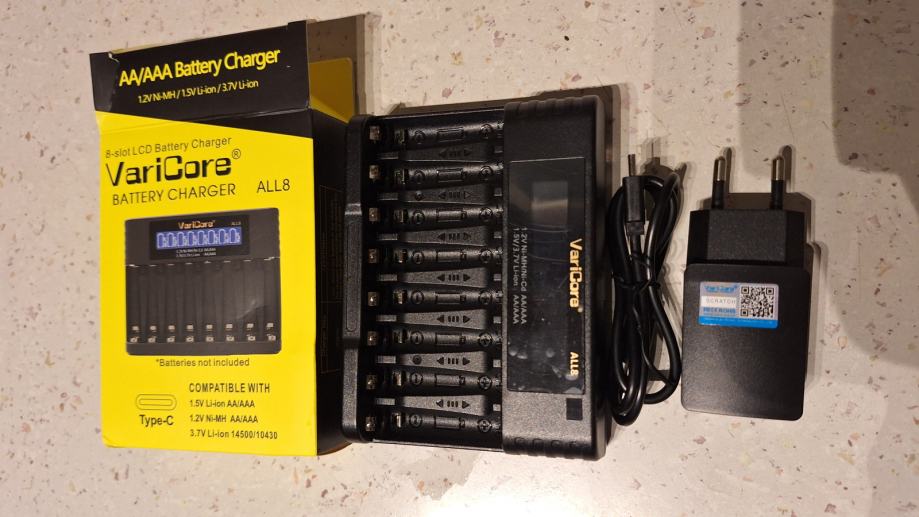 AA/AAA Battery Charger
1.2V Ni-MH / 1.5V Li-ion / 3.7V Li-ion
8-slot LCD Battery Charger
VariCore®
BATTERY CHARGER ALL8
VariCore
ALL8
*Batteries not included
COMPATIBLE WITH
1.5V Li-ion AA/AAA
1.2V Ni-MH AA/AAA
3.7V Li-ion 14500/10430
Type-C
VariCore®
ALL8
1.2V Ni-MH/Ni-Cd AA/AAA
1.5V/3.7V Li-ion AA/AAA
SCRATCH